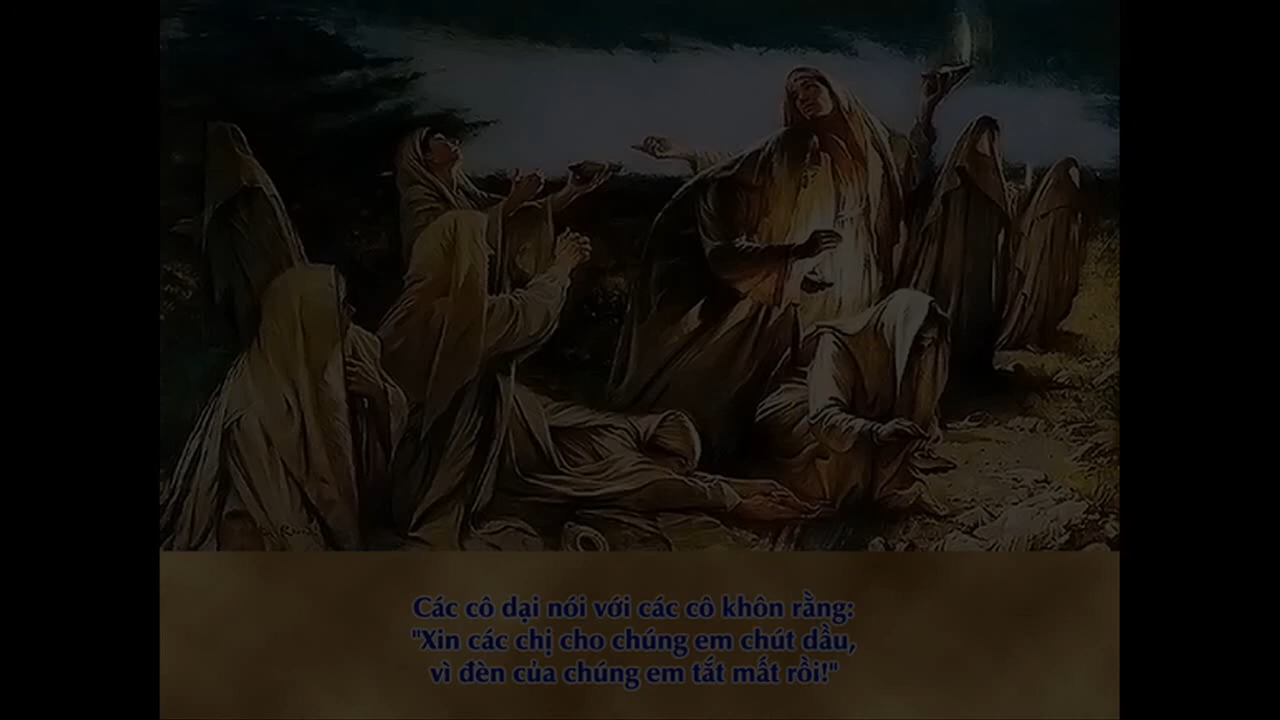 Các cô dại nói với các cô khôn rằng:
"Xin các chị cho chúng em chút dầu,
vì đèn của chúng em tắt mất rồi!"